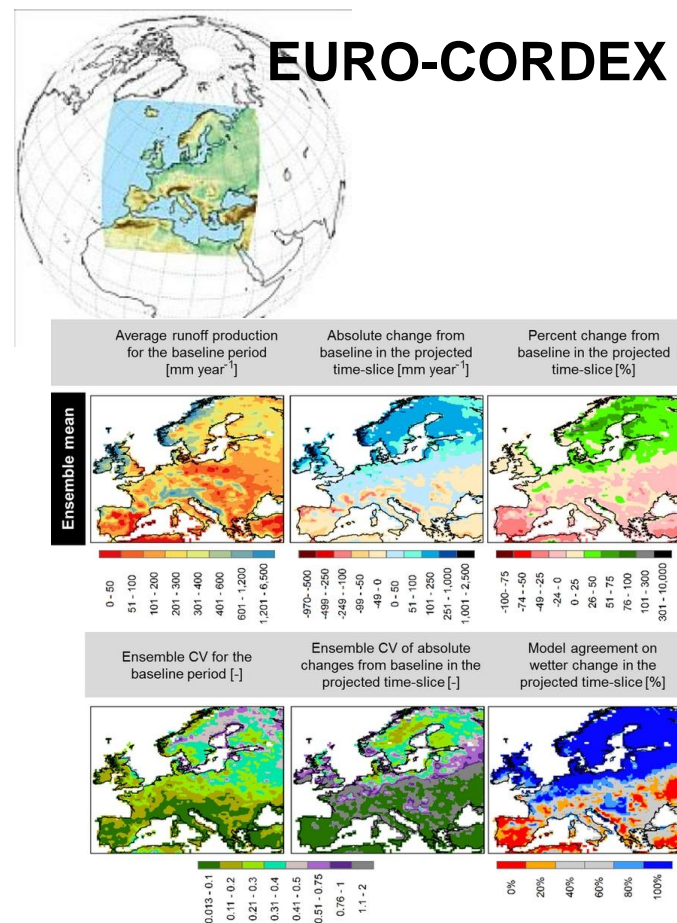 EURO-CORDEX
Average runoff production
for the baseline period
[mm year-1]
Absolute change from
baseline in the projected
time-slice [mm year-1]
Percent change from
baseline in the projected
time-slice [%]
Ensemble mean
0 - 50
51 - 100
101 - 200
201 - 300
301 - 400
401 - 600
601 - 1,200
1,201 - 6,500
-970--500
-499 --250
-249 --100
-99 --50
-49 - 0
0 - 50
51 - 100
101 - 250
251 - 1,000
1,001 - 2,500
-100--75
-74 --50
-49 --25
-24 - 0
0 - 25
26 - 50
51 - 75
76 - 100
101 - 300
301 - 10,000
Ensemble CV for the
baseline period [-]
Ensemble CV of absolute
changes from baseline in the
projected time-slice [-]
Model agreement on
wetter change in the
projected time-slice [%]
0.013 - 0.1
0.11 - 0.2
0.21 - 0.3
0.31 - 0.4
0.41 - 0.5
0.51 - 0.75
0.76 - 1
1.1 - 2
0%
20%
40%
60%
80%
100%